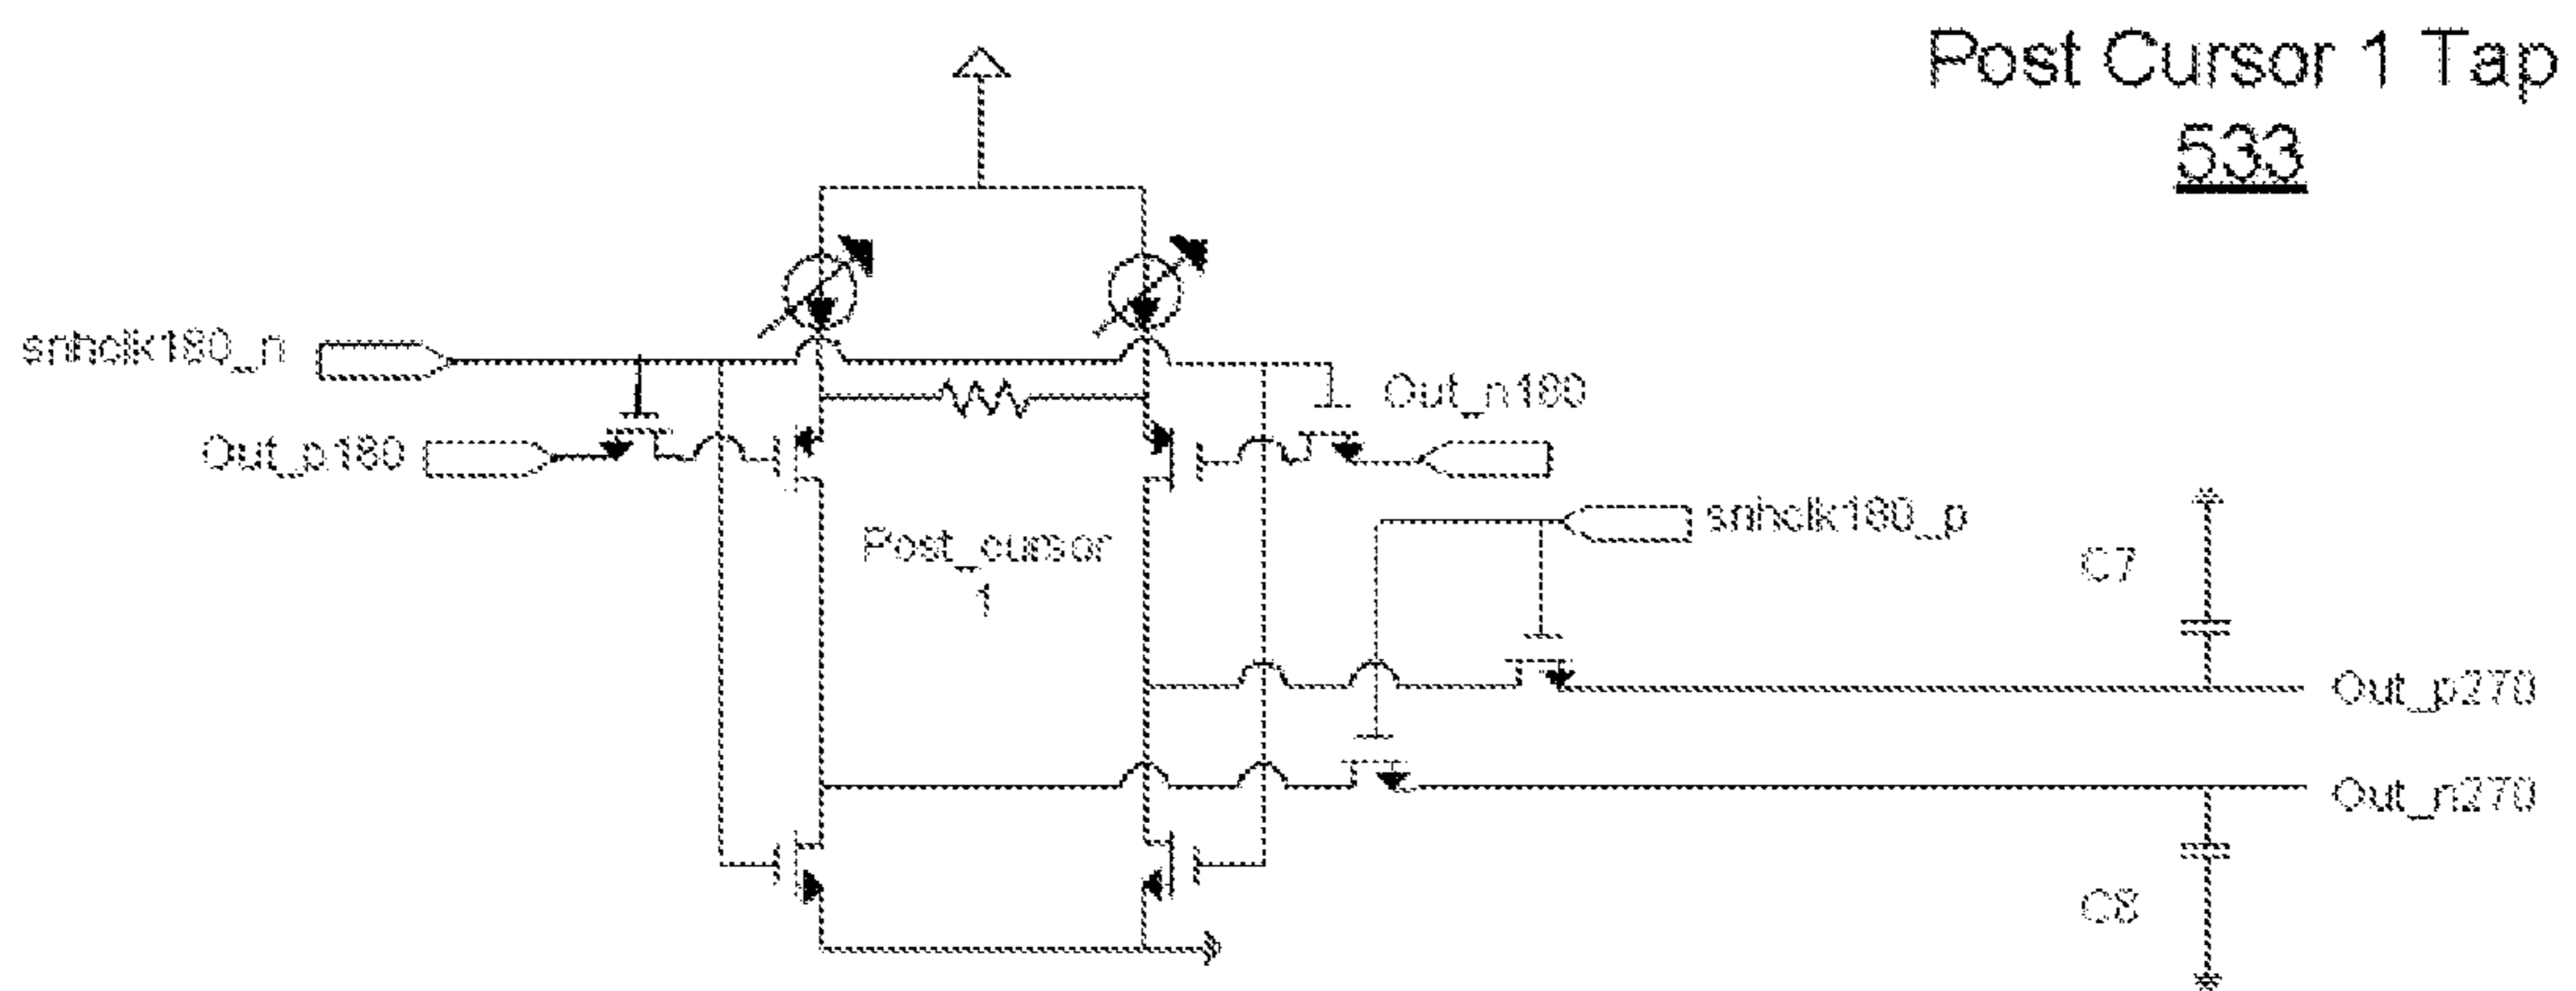 Post Cursor 1 Tap
533
snhclk180_n
Out_n180
Out_p180
snhclk180_p
Post_cursor
1
C7
Out_p270
Out_n270
C8